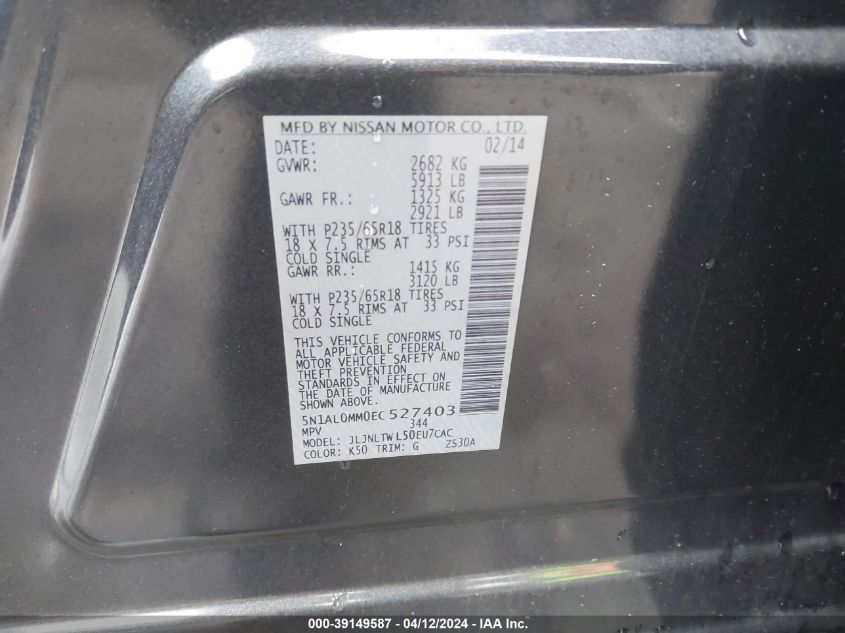 MFD BY NISSAN MOTOR CO., LTD.
DATE: 02/14
GVWR: 2682 KG
5913 LB
GAWR FR.: 1325 KG
2921 LB
WITH P235/65R18 TIRES
18 X 7.5 RIMS AT 33 PSI
COLD SINGLE
GAWR RR.: 1415 KG
3120 LB
WITH P235/65R18 TIRES
18 X 7.5 RIMS AT 33 PSI
COLD SINGLE
THIS VEHICLE CONFORMS TO
ALL APPLICABLE FEDERAL
MOTOR VEHICLE SAFETY AND
THEFT PREVENTION
STANDARDS IN EFFECT ON
THE DATE OF MANUFACTURE
SHOWN ABOVE.
5N1AL0MM0EC527403
MPV 344
MODEL: JLJNLTWL50EU7CAC
COLOR: K50 TRIM: G ZS30A
000-39149587 - 04/12/2024 - IAA Inc.